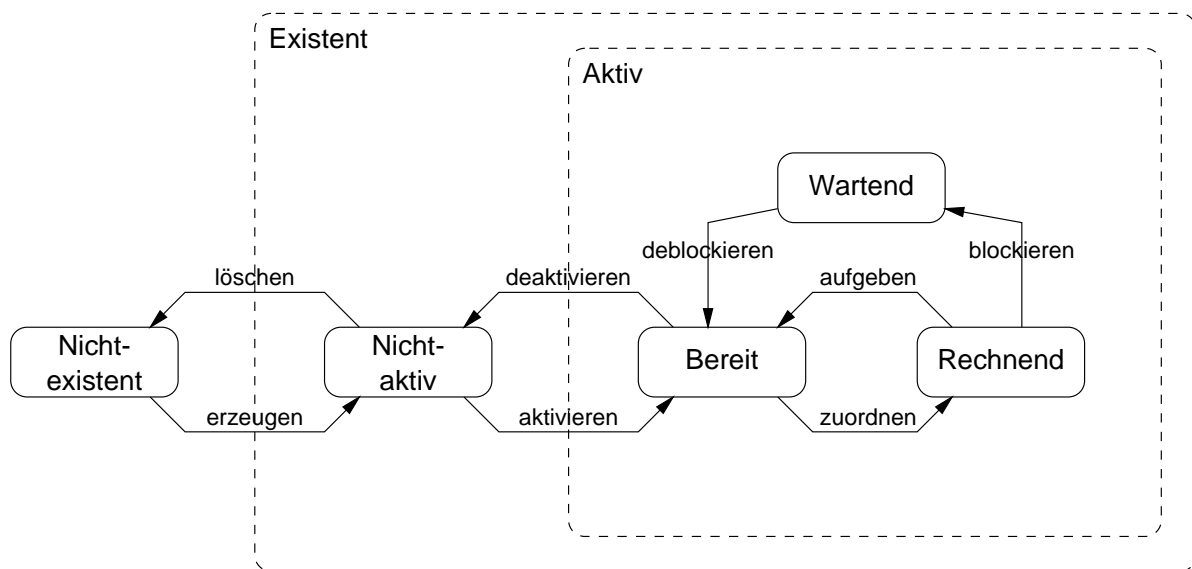 Existent
Aktiv
Wartend
deblockieren
blockieren
löschen
deaktivieren
aufgeben
Nicht-
existent
Nicht-
aktiv
Bereit
Rechnend
erzeugen
aktivieren
zuordnen